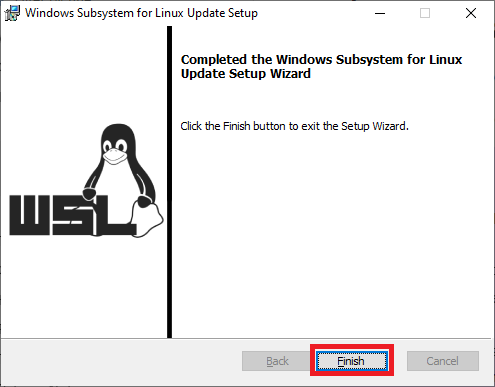 Windows Subsystem for Linux Update Setup
Completed the Windows Subsystem for Linux
Update Setup Wizard
Click the Finish button to exit the Setup Wizard.
WSL
Back
Finish
Cancel